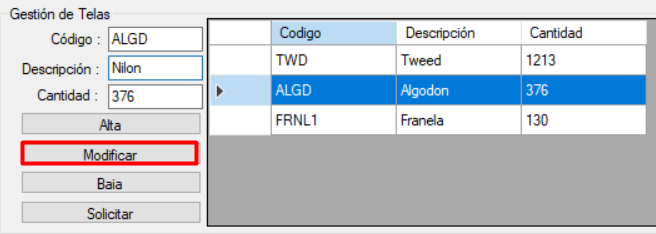 Gestión de Telas
Código : ALGD
Descripción : Nilon
Cantidad : 376
Alta
Modificar
Baja
Solicitar
Codigo Descripción Cantidad
TWD Tweed 1213
ALGD Algodon 376
FRNL1 Franela 130